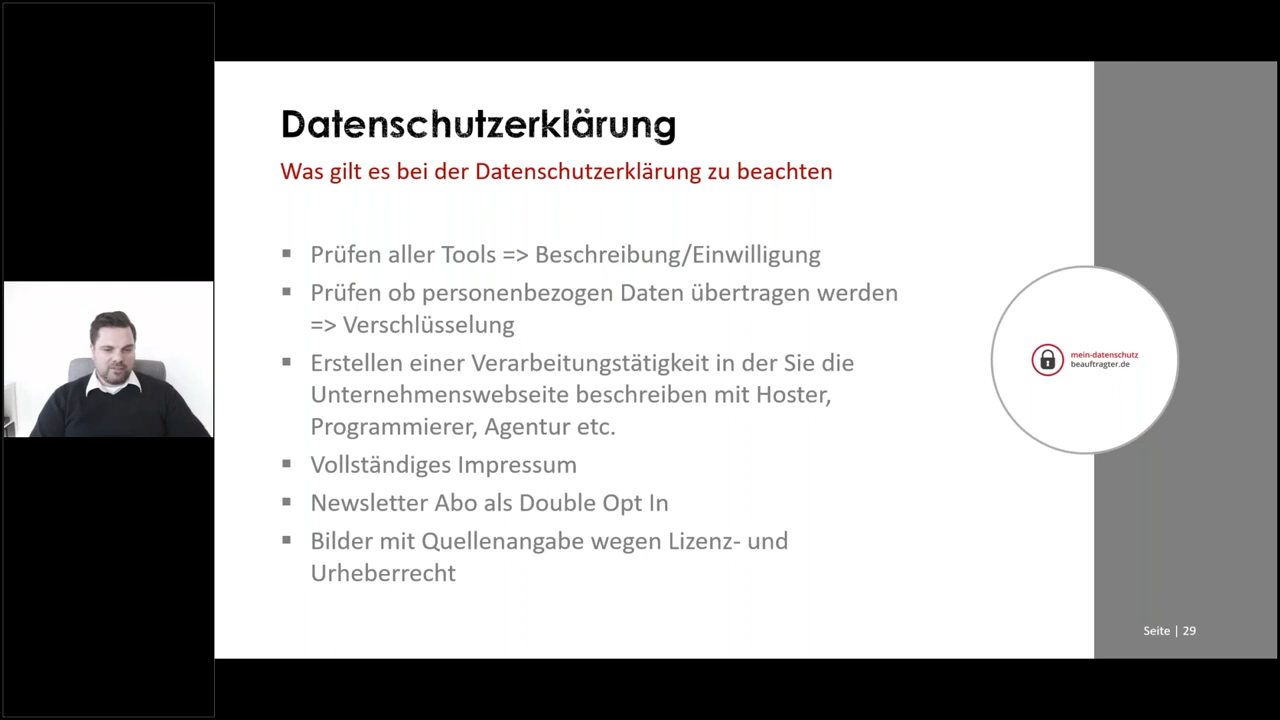 Datenschutzerklärung
Was gilt es bei der Datenschutzerklärung zu beachten
▪ Prüfen aller Tools => Beschreibung/Einwilligung
▪ Prüfen ob personenbezogen Daten übertragen werden
=> Verschlüsselung
▪ Erstellen einer Verarbeitungstätigkeit in der Sie die
Unternehmenswebseite beschreiben mit Hoster,
Programmierer, Agentur etc.
▪ Vollständiges Impressum
▪ Newsletter Abo als Double Opt In
▪ Bilder mit Quellenangabe wegen Lizenz- und
Urheberrecht
mein-datenschutz
beauftragter.de
Seite | 29